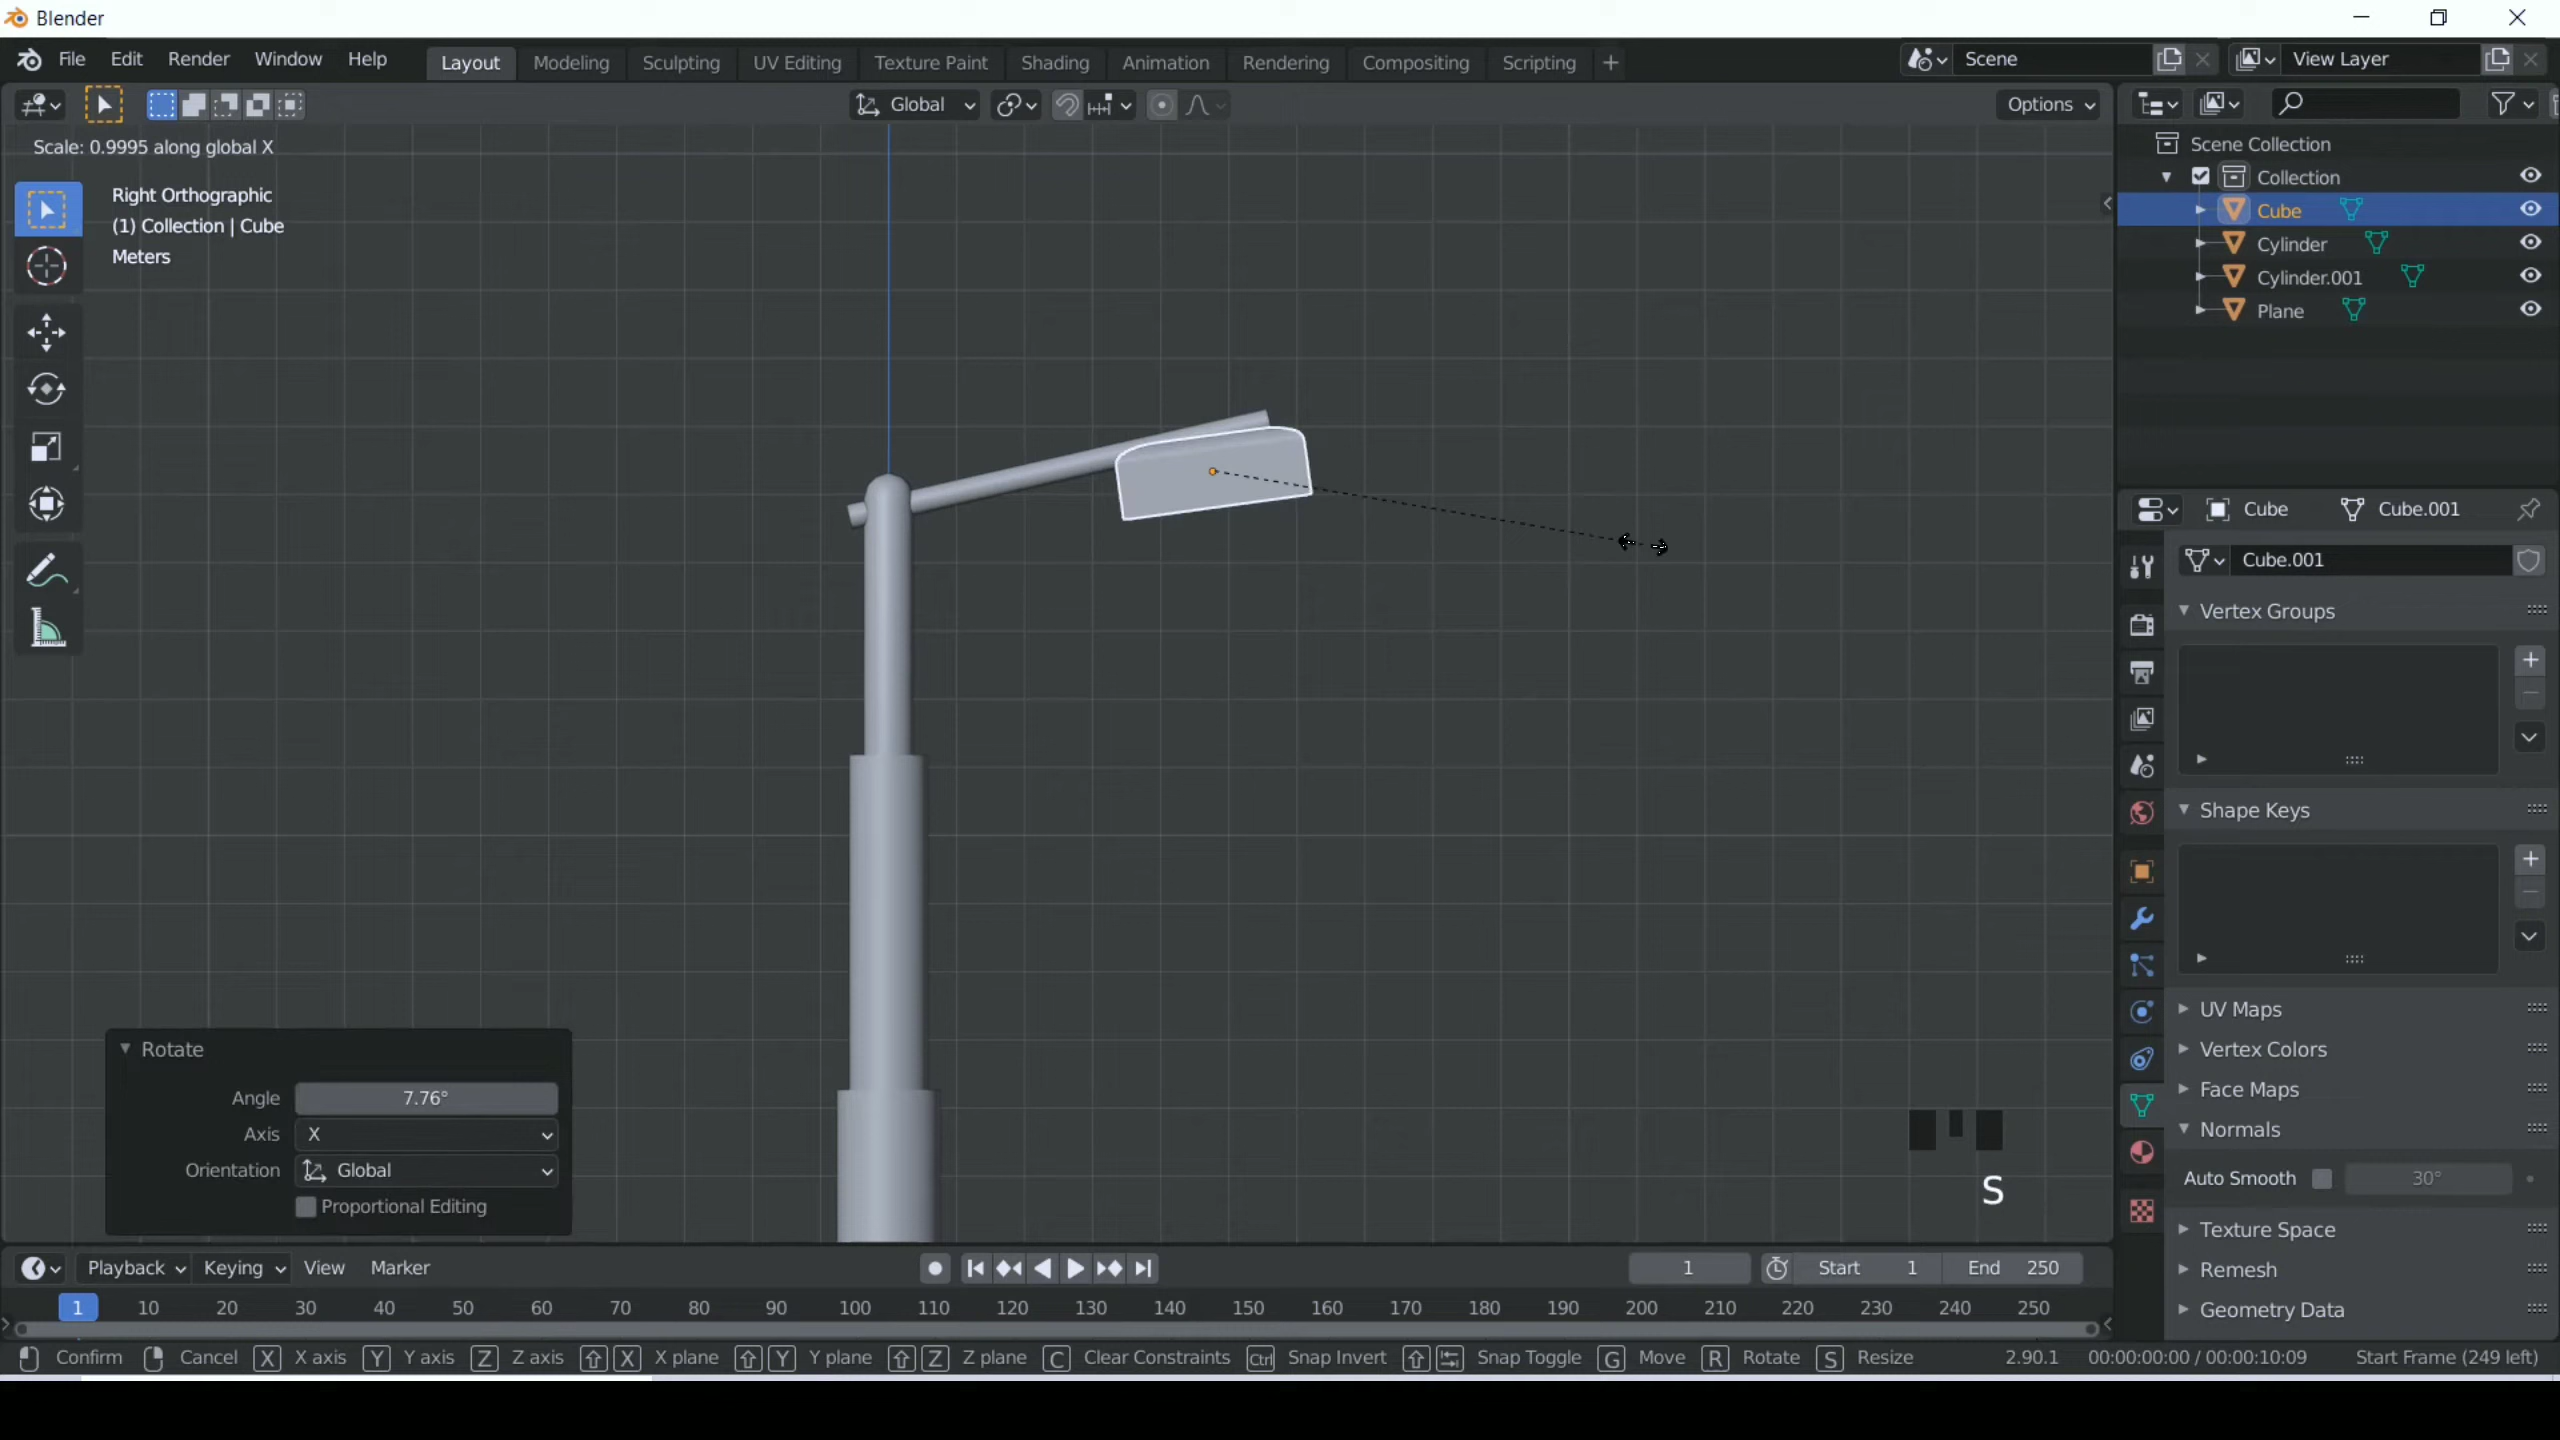 Blender
File Edit Render Window Help Layout Modeling Sculpting UV Editing Texture Paint Shading Animation Rendering Compositing Scripting + Scene View Layer
Global Options
Scale: 0.9995 along global X
Right Orthographic
(1) Collection | Cube
Meters
Scene Collection
Collection
Cube
Cylinder
Cylinder.001
Plane
Cube Cube.001
Cube.001
Vertex Groups
Shape Keys
UV Maps
Vertex Colors
Face Maps
Normals
Auto Smooth 30°
Texture Space
Remesh
Geometry Data
Rotate
Angle 7.76°
Axis X
Orientation Global
Proportional Editing
S
Playback Keying View Marker 1 Start 1 End 250
1 10 20 30 40 50 60 70 80 90 100 110 120 130 140 150 160 170 180 190 200 210 220 230 240 250
Confirm Cancel X X axis Y Y axis Z Z axis X X plane Y Y plane Z Z plane C Clear Constraints Ctrl Snap Invert Snap Toggle G Move R Rotate S Resize 2.90.1 00:00:00:00 / 00:00:10:09 Start Frame (249 left)